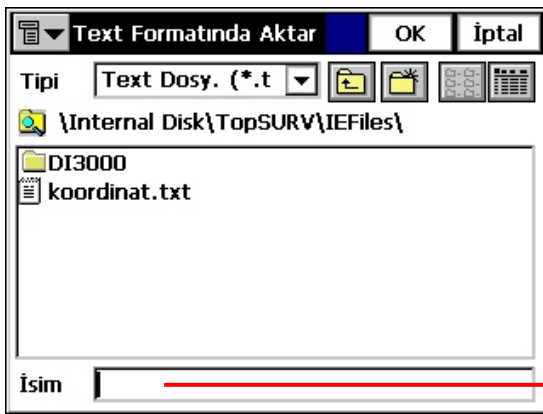 Text Formatında Aktar OK İptal
Tipi Text Dosy. (*.t
\Internal Disk\TopSURV\IEFiles\
DI3000
koordinat.txt
İsim